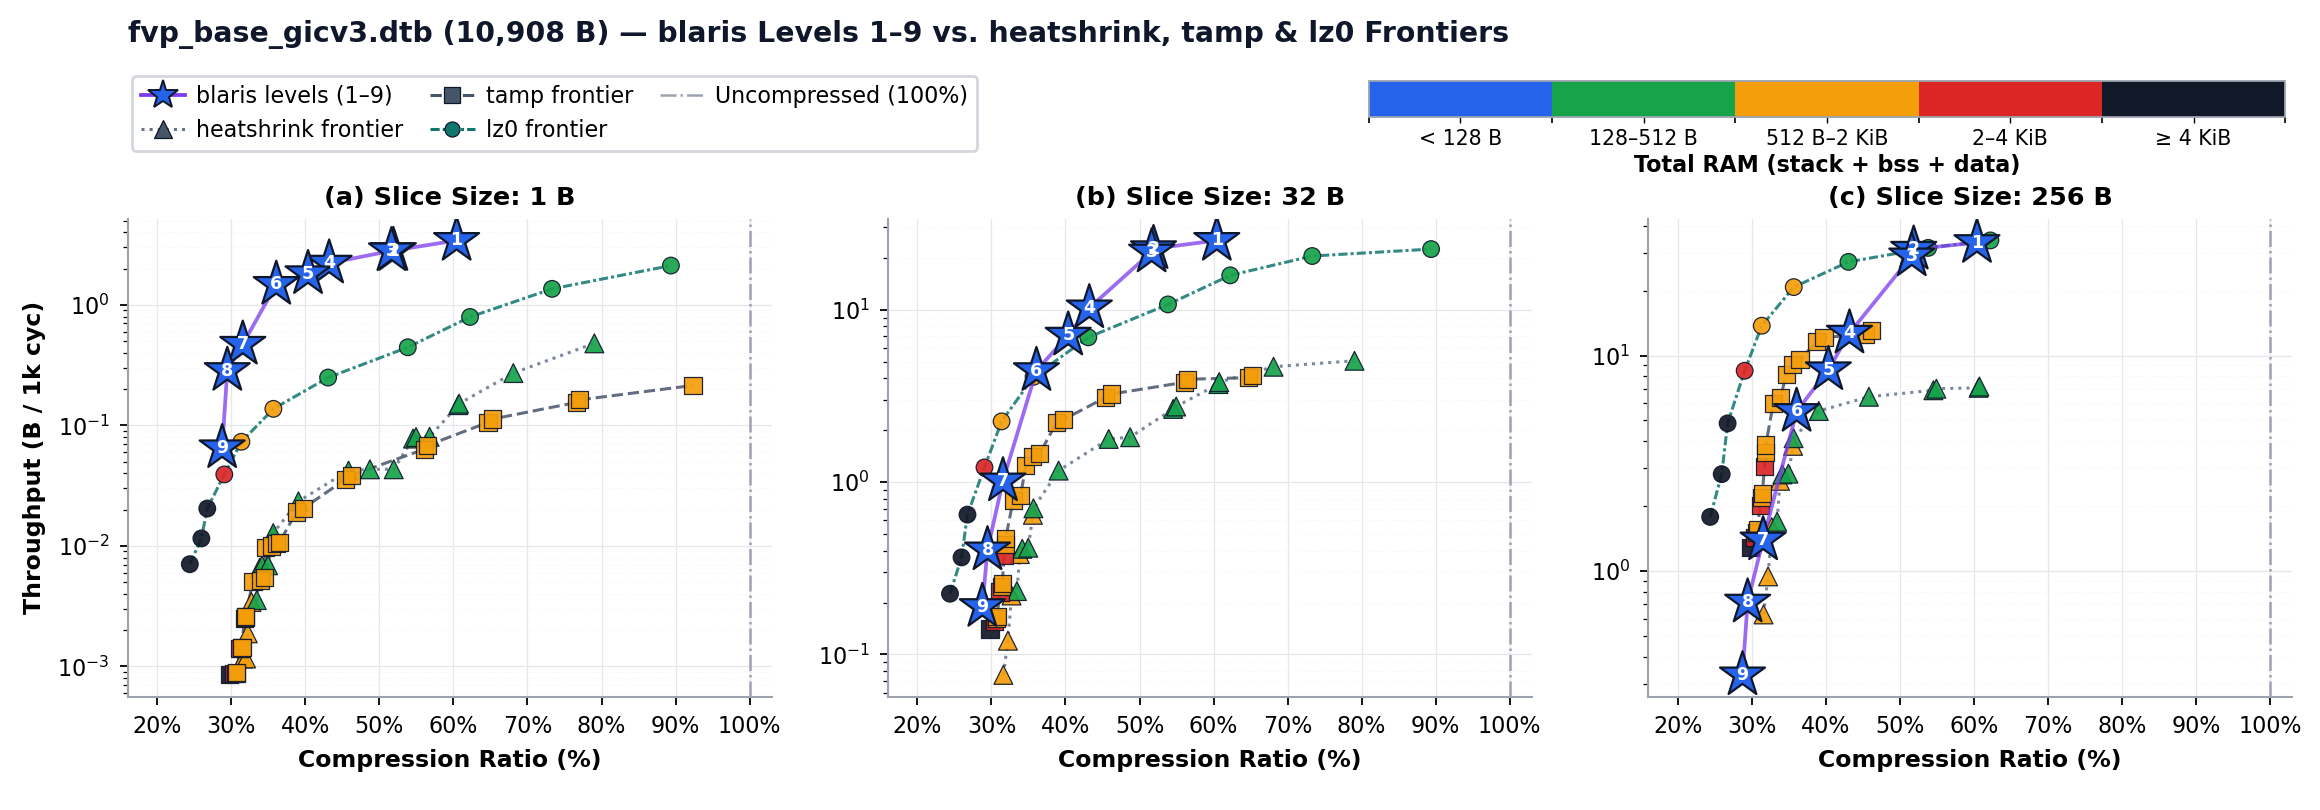 fvp_base_gicv3.dtb (10,908 B) — blaris Levels 1–9 vs. heatshrink, tamp & lz0 Frontiers
blaris levels (1–9)
heatshrink frontier
tamp frontier
lz0 frontier
Uncompressed (100%)
< 128 B
128–512 B
512 B–2 KiB
2–4 KiB
≥ 4 KiB
Total RAM (stack + bss + data)
(a) Slice Size: 1 B
Throughput (B / 1k cyc)
10⁰
10⁻¹
10⁻²
10⁻³
1
4
5
6
7
8
9
20% 30% 40% 50% 60% 70% 80% 90% 100%
Compression Ratio (%)
(b) Slice Size: 32 B
10¹
10⁰
10⁻¹
1
3
4
5
6
7
8
9
20% 30% 40% 50% 60% 70% 80% 90% 100%
Compression Ratio (%)
(c) Slice Size: 256 B
10¹
10⁰
1
2
3
4
5
6
7
8
9
20% 30% 40% 50% 60% 70% 80% 90% 100%
Compression Ratio (%)